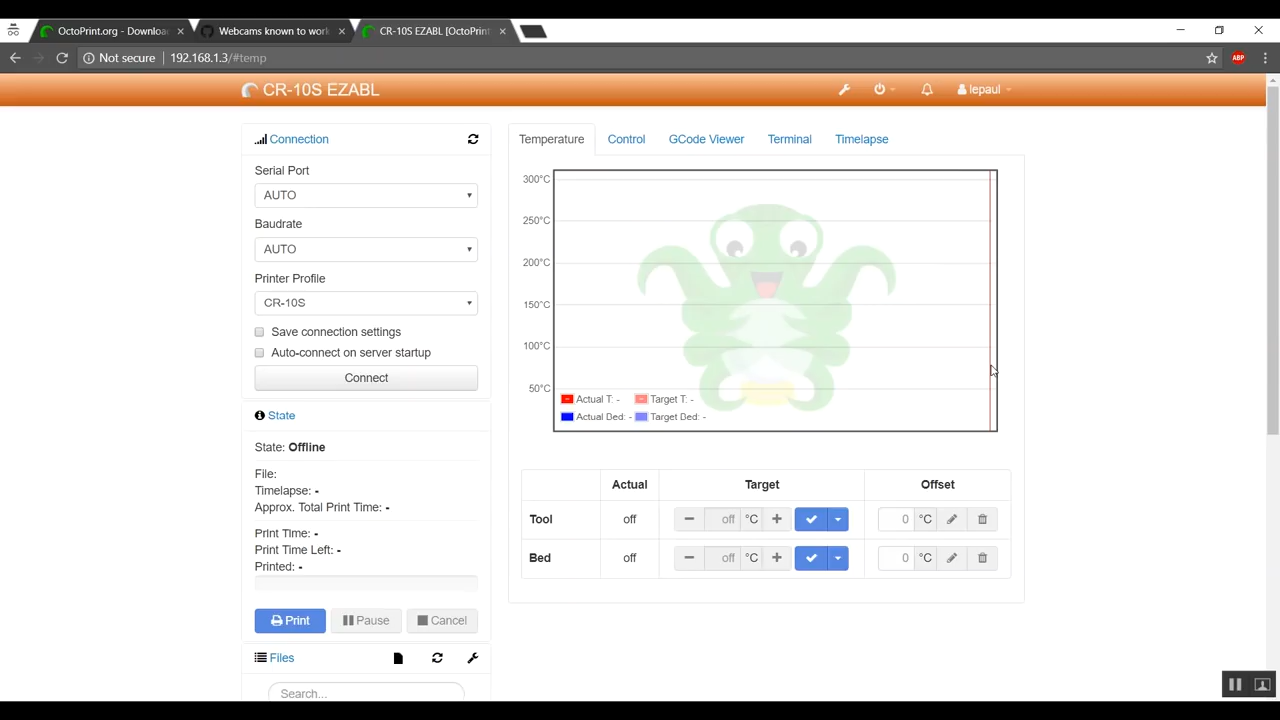 OctoPrint.org - Downloa
Webcams known to work
CR-10S EZABL [OctoPrint
Not secure
192.168.1.3/#temp
ABP
CR-10S EZABL
lepaul
Connection
Serial Port
AUTO
Baudrate
AUTO
Printer Profile
CR-10S
Save connection settings
Auto-connect on server startup
Connect
State
State: Offline
File:
Timelapse: -
Approx. Total Print Time: -
Print Time: -
Print Time Left: -
Printed: -
Print
Pause
Cancel
Files
Search...
Temperature
Control
GCode Viewer
Terminal
Timelapse
300°C
250°C
200°C
150°C
100°C
50°C
Actual T: -
Target T: -
Actual Bed: -
Target Bed: -
Actual
Target
Offset
Tool
off
off
°C
0
°C
Bed
off
off
°C
0
°C